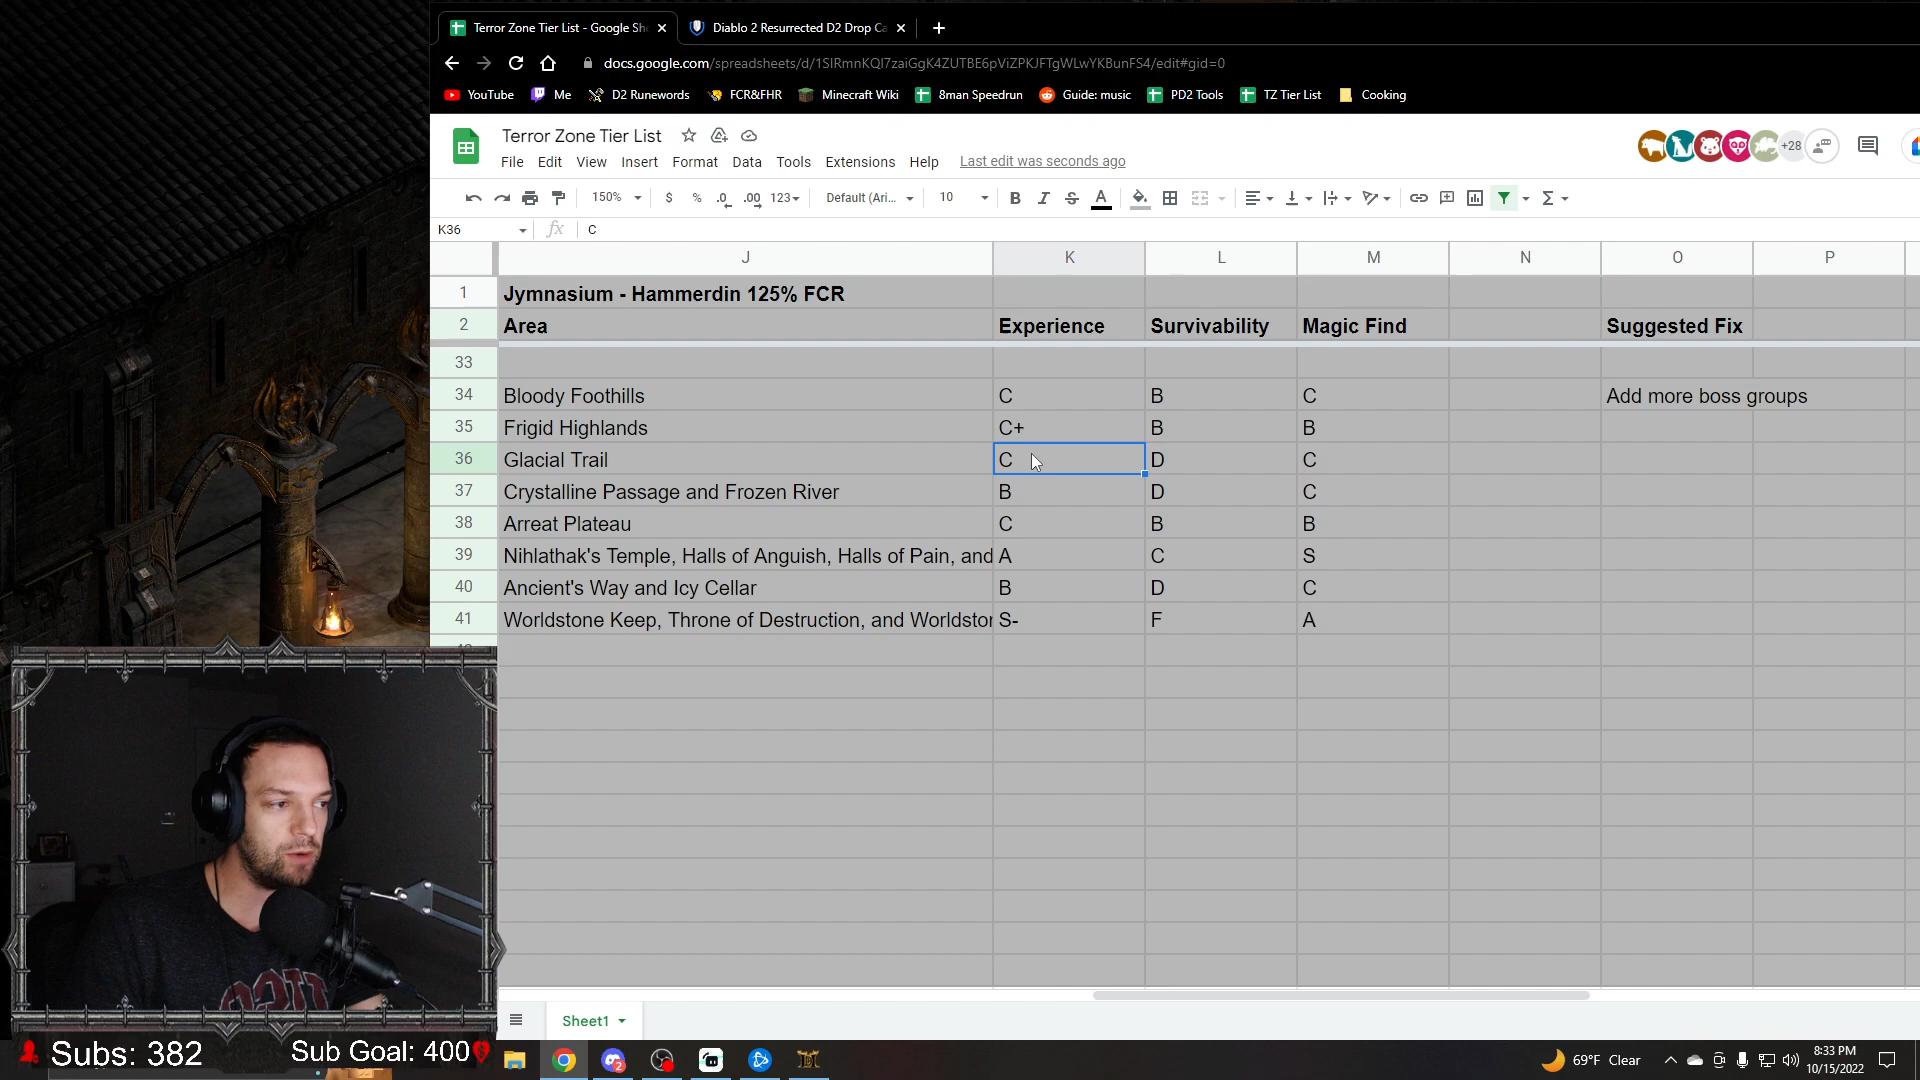 Terror Zone Tier List - Google She
Diablo 2 Resurrected D2 Drop Ca
docs.google.com/spreadsheets/d/1SlRmnKQI7zaiGgK4ZUTBE6pViZPKJFTgWLwYKBunFS4/edit#gid=0
YouTube Me D2 Runewords FCR&FHR Minecraft Wiki 8man Speedrun Guide: music PD2 Tools TZ Tier List Cooking
Terror Zone Tier List
+28
File Edit View Insert Format Data Tools Extensions Help Last edit was seconds ago
150% $ % .0 .00 123 Default (Ari... 10 B I S A Σ
K36 fx C
J K L M N O P
1 Jymnasium - Hammerdin 125% FCR
2 Area Experience Survivability Magic Find Suggested Fix
33
34 Bloody Foothills C B C Add more boss groups
35 Frigid Highlands C+ B B
36 Glacial Trail C D C
37 Crystalline Passage and Frozen River B D C
38 Arreat Plateau C B B
39 Nihlathak's Temple, Halls of Anguish, Halls of Pain, and A C S
40 Ancient's Way and Icy Cellar B D C
41 Worldstone Keep, Throne of Destruction, and Worldstor S- F A
Sheet1
Subs: 382 Sub Goal: 400
2
69°F Clear
8:33 PM
10/15/2022